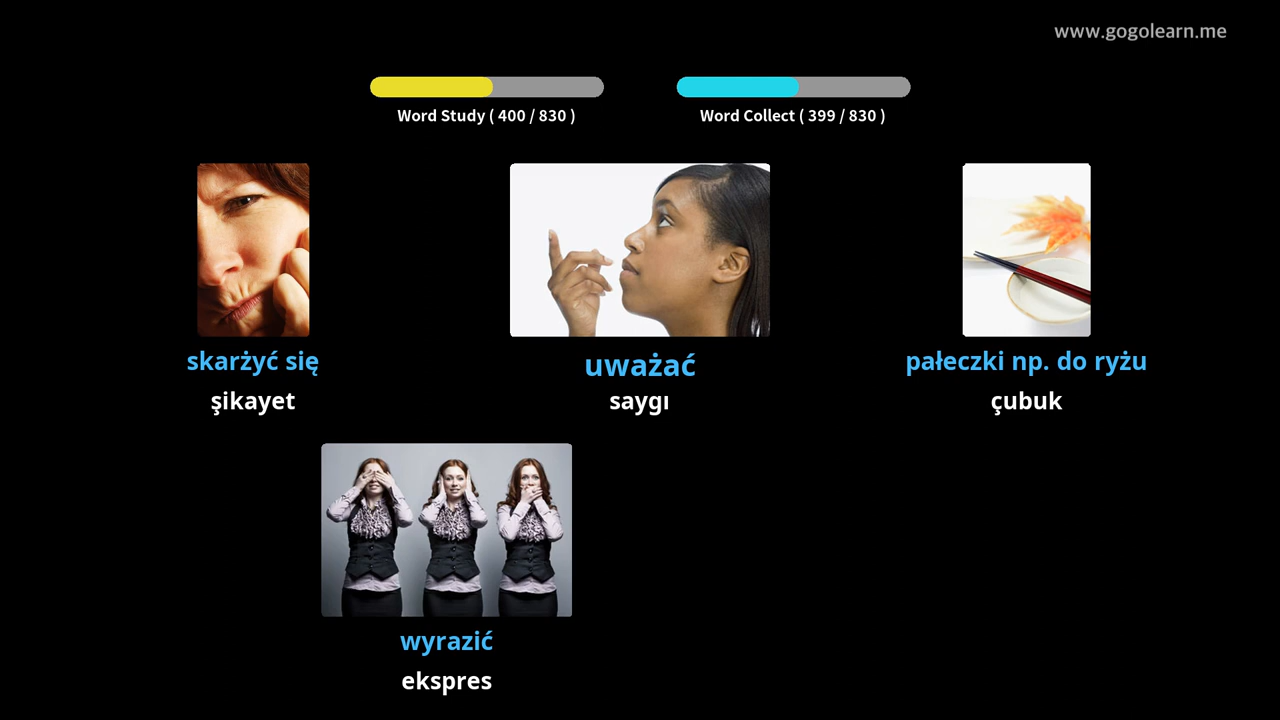 www.gogolearn.me
Word Study ( 400 / 830 )
Word Collect ( 399 / 830 )
skarżyć się
şikayet
uważać
saygı
pałeczki np. do ryżu
çubuk
wyrazić
ekspres